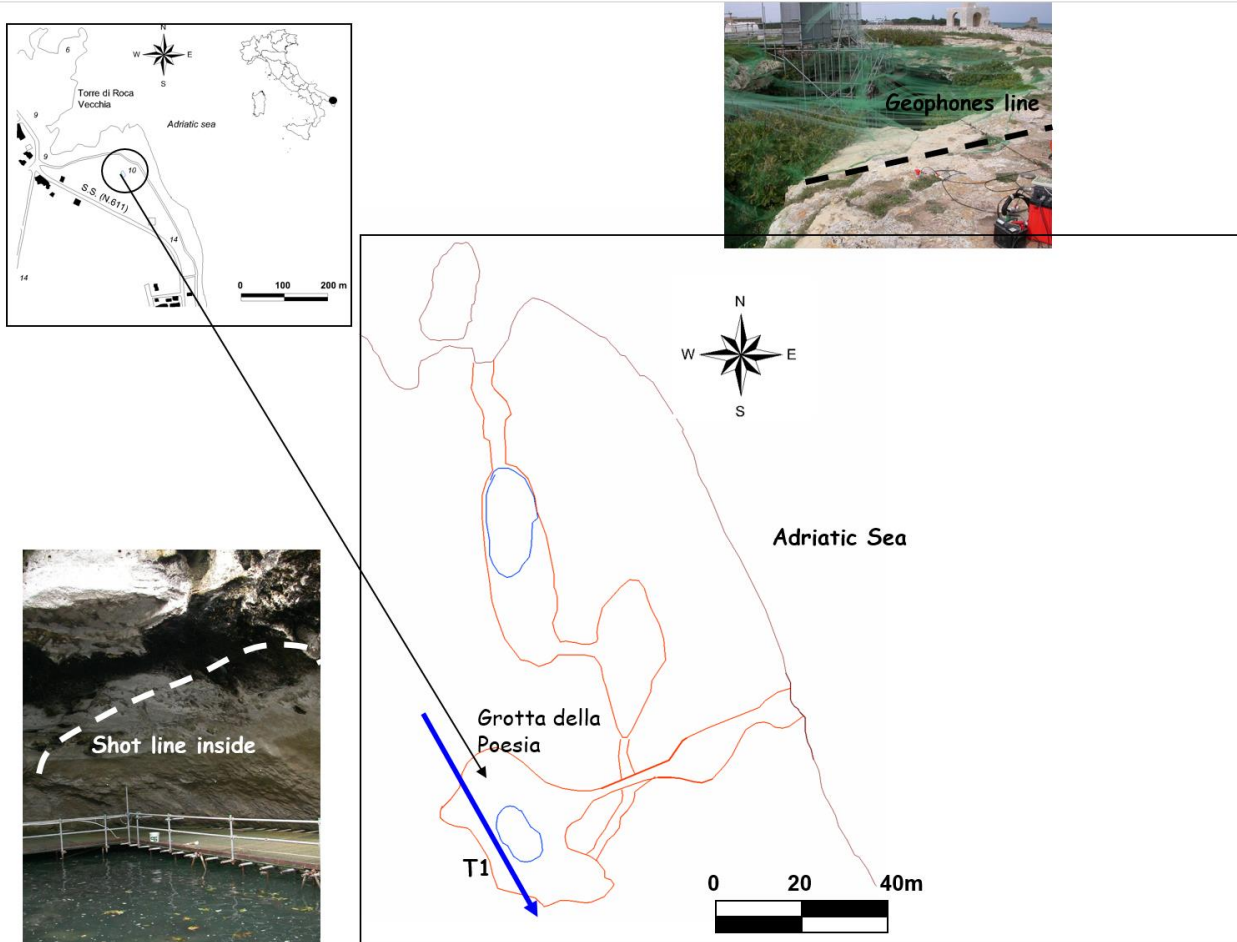 6
N
W
E
S
Torre di Roca
Vecchia
Adriatic sea
9
9
10
S.S. (N.611)
14
14
0 100 200 m
Geophones line
N
W
E
S
Adriatic Sea
Grotta della
Poesia
Shot line inside
T1
0 20 40m